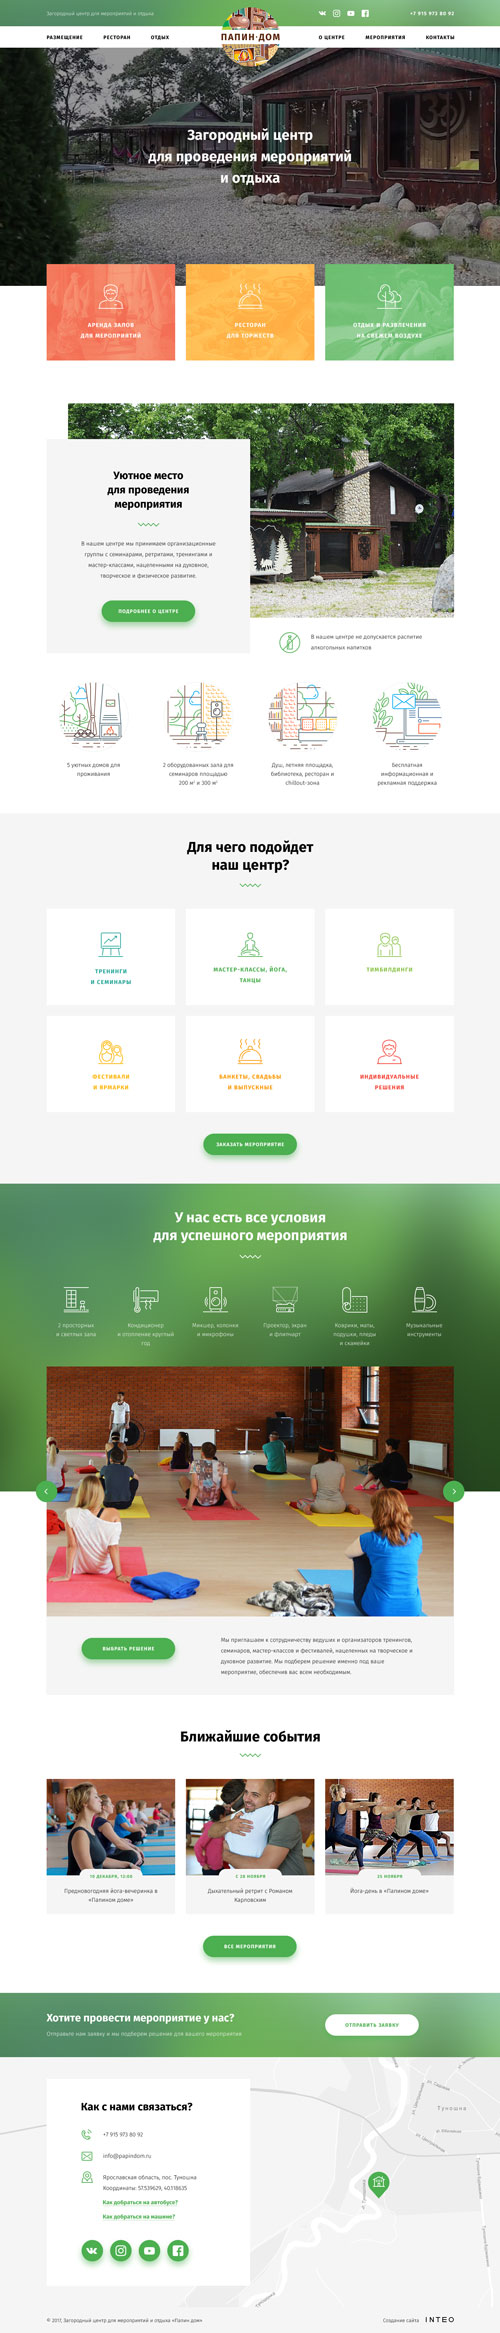 Загородный центр для мероприятий и отдыха
+7 915 973 80 92
РАЗМЕЩЕНИЕ РЕСТОРАН ОТДЫХ
ПАПИН·ДОМ
О ЦЕНТРЕ МЕРОПРИЯТИЯ КОНТАКТЫ
Загородный центр
для проведения мероприятий
и отдыха
АРЕНДА ЗАЛОВ
ДЛЯ МЕРОПРИЯТИЙ
РЕСТОРАН
ДЛЯ ТОРЖЕСТВ
ОТДЫХ И РАЗВЛЕЧЕНИЯ
НА СВЕЖЕМ ВОЗДУХЕ
Уютное место
для проведения
мероприятия
В нашем центре мы принимаем организационные
группы с семинарами, ретритами, тренингами и
мастер-классами, нацеленными на духовное,
творческое и физическое развитие.
ПОДРОБНЕЕ О ЦЕНТРЕ
В нашем центре не допускается распитие
алкогольных напитков
5 уютных домов для
проживания
2 оборудованных зала для
семинаров площадью
200 м² и 300 м²
Душ, летняя площадка,
библиотека, ресторан и
chillout-зона
Бесплатная
информационная и
рекламная поддержка
Для чего подойдет
наш центр?
ТРЕНИНГИ
И СЕМИНАРЫ
МАСТЕР-КЛАССЫ, ЙОГА,
ТАНЦЫ
ТИМБИЛДИНГИ
ФЕСТИВАЛИ
И ЯРМАРКИ
БАНКЕТЫ, СВАДЬБЫ
И ВЫПУСКНЫЕ
ИНДИВИДУАЛЬНЫЕ
РЕШЕНИЯ
ЗАКАЗАТЬ МЕРОПРИЯТИЕ
У нас есть все условия
для успешного мероприятия
2 просторных
и светлых зала
Кондиционер
и отопление круглый
год
Микшер, колонки
и микрофоны
Проектор, экран
и флипчарт
Коврики, маты,
подушки, пледы
и скамейки
Музыкальные
инструменты
ВЫБРАТЬ РЕШЕНИЕ
Мы приглашаем к сотрудничеству ведущих и организаторов тренингов,
семинаров, мастер-классов и фестивалей, нацеленных на творческое и
духовное развитие. Мы подберем решение именно под ваше
мероприятие, обеспечив вас всем необходимым.
Ближайшие события
10 ДЕКАБРЯ, 12:00
Предновогодняя йога-вечеринка в
«Папином доме»
С 28 НОЯБРЯ
Дыхательный ретрит с Романом
Карповским
25 НОЯБРЯ
Йога-день в «Папином доме»
ВСЕ МЕРОПРИЯТИЯ
Хотите провести мероприятие у нас?
Отправьте нам заявку и мы подберем решение для вашего мероприятия
ОТПРАВИТЬ ЗАЯВКУ
Как с нами связаться?
+7 915 973 80 92
info@papindom.ru
Ярославская область, пос. Туношна
Координаты: 57.539629, 40.118635
Как добраться на автобусе?
Как добраться на машине?
Туношна
© 2017, Загородный центр для мероприятий и отдыха «Папин дом»
Создание сайта INTEO